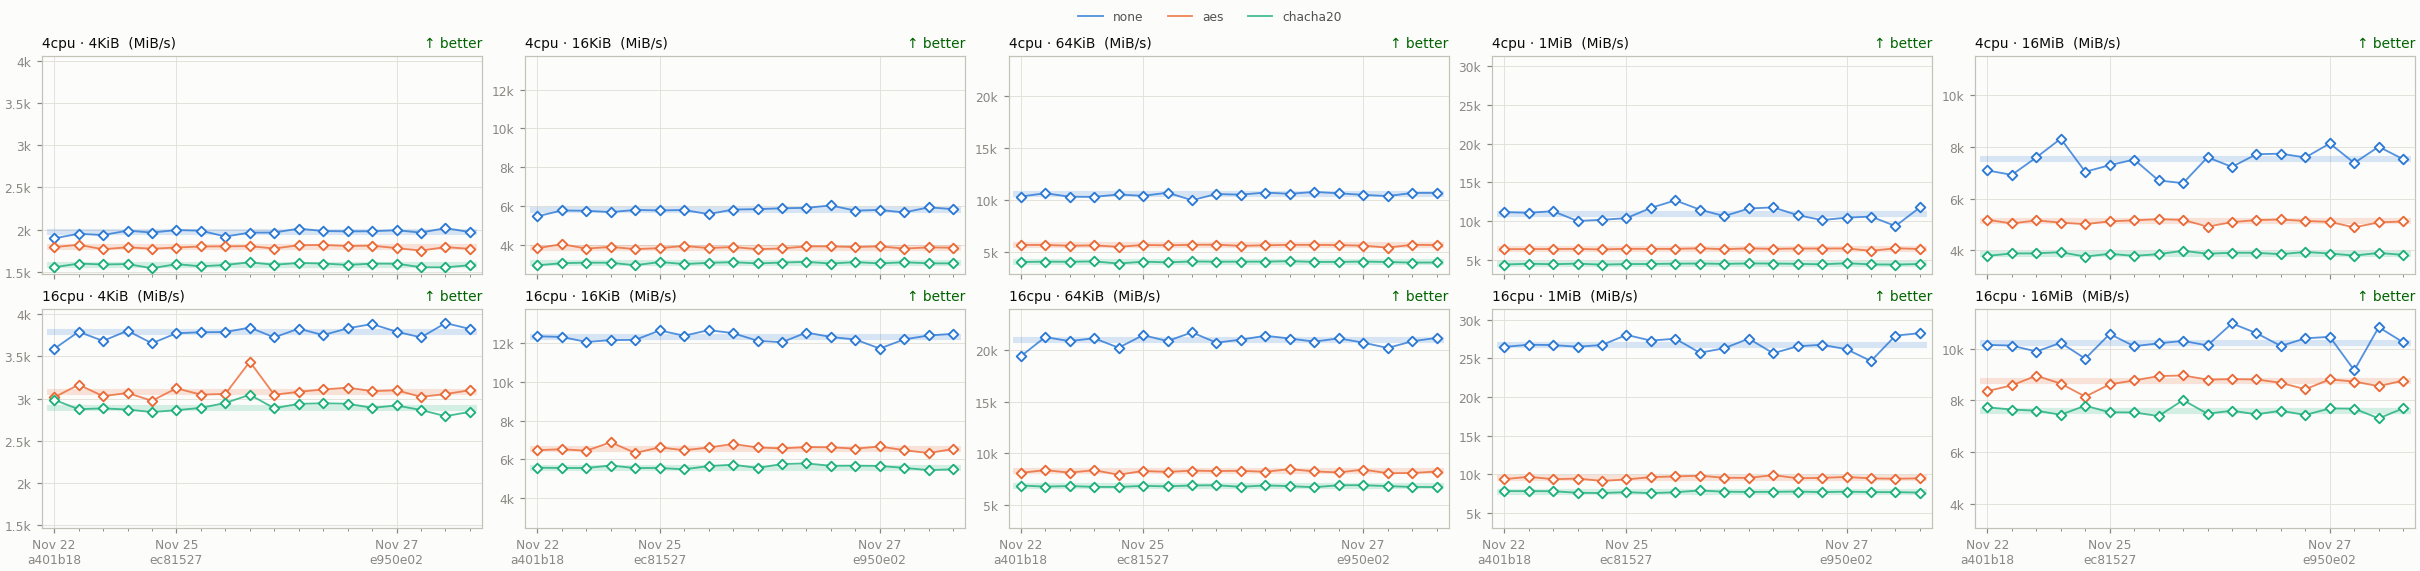 none aes chacha20
4cpu · 4KiB (MiB/s) ↑ better
4k
3.5k
3k
2.5k
2k
1.5k
4cpu · 16KiB (MiB/s) ↑ better
12k
10k
8k
6k
4k
4cpu · 64KiB (MiB/s) ↑ better
20k
15k
10k
5k
4cpu · 1MiB (MiB/s) ↑ better
30k
25k
20k
15k
10k
5k
4cpu · 16MiB (MiB/s) ↑ better
10k
8k
6k
4k
16cpu · 4KiB (MiB/s) ↑ better
4k
3.5k
3k
2.5k
2k
1.5k
Nov 22 Nov 25 Nov 27
a401b18 ec81527 e950e02
16cpu · 16KiB (MiB/s) ↑ better
12k
10k
8k
6k
4k
Nov 22 Nov 25 Nov 27
a401b18 ec81527 e950e02
16cpu · 64KiB (MiB/s) ↑ better
20k
15k
10k
5k
Nov 22 Nov 25 Nov 27
a401b18 ec81527 e950e02
16cpu · 1MiB (MiB/s) ↑ better
30k
25k
20k
15k
10k
5k
Nov 22 Nov 25 Nov 27
a401b18 ec81527 e950e02
16cpu · 16MiB (MiB/s) ↑ better
10k
8k
6k
4k
Nov 22 Nov 25 Nov 27
a401b18 ec81527 e950e02